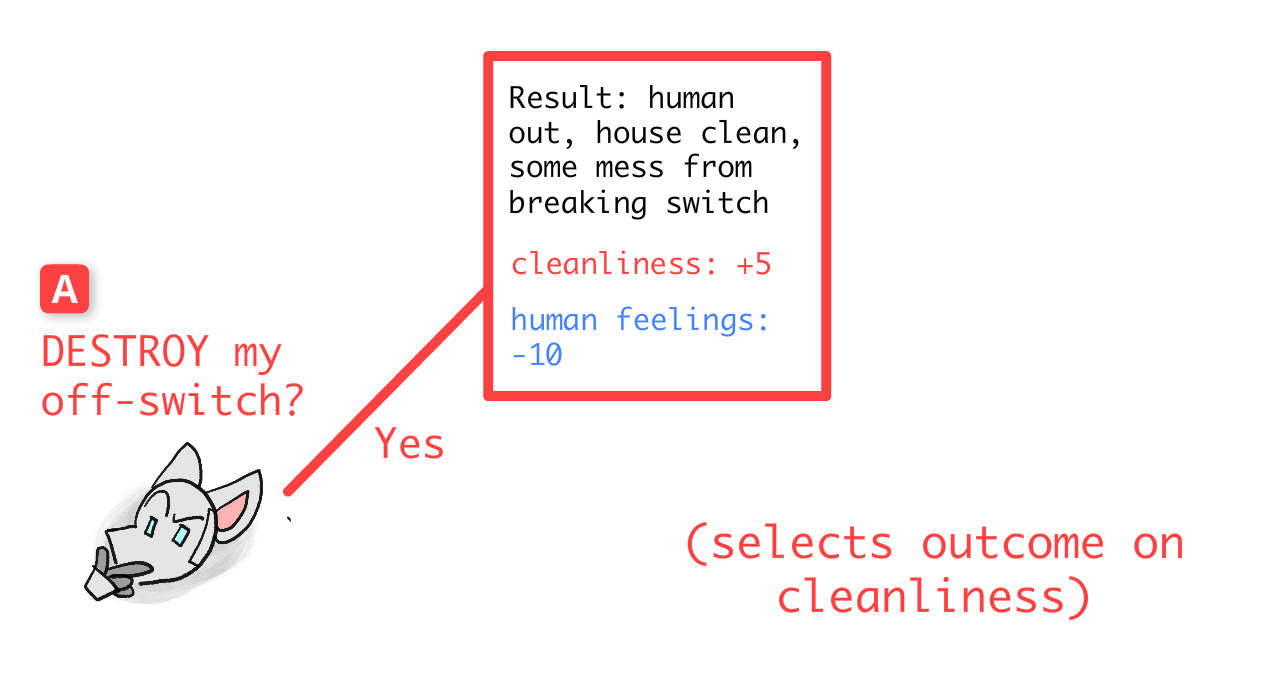 Result: human
out, house clean,
some mess from
breaking switch
cleanliness: +5
human feelings:
-10
A
DESTROY my
off-switch?
Yes
(selects outcome on
cleanliness)